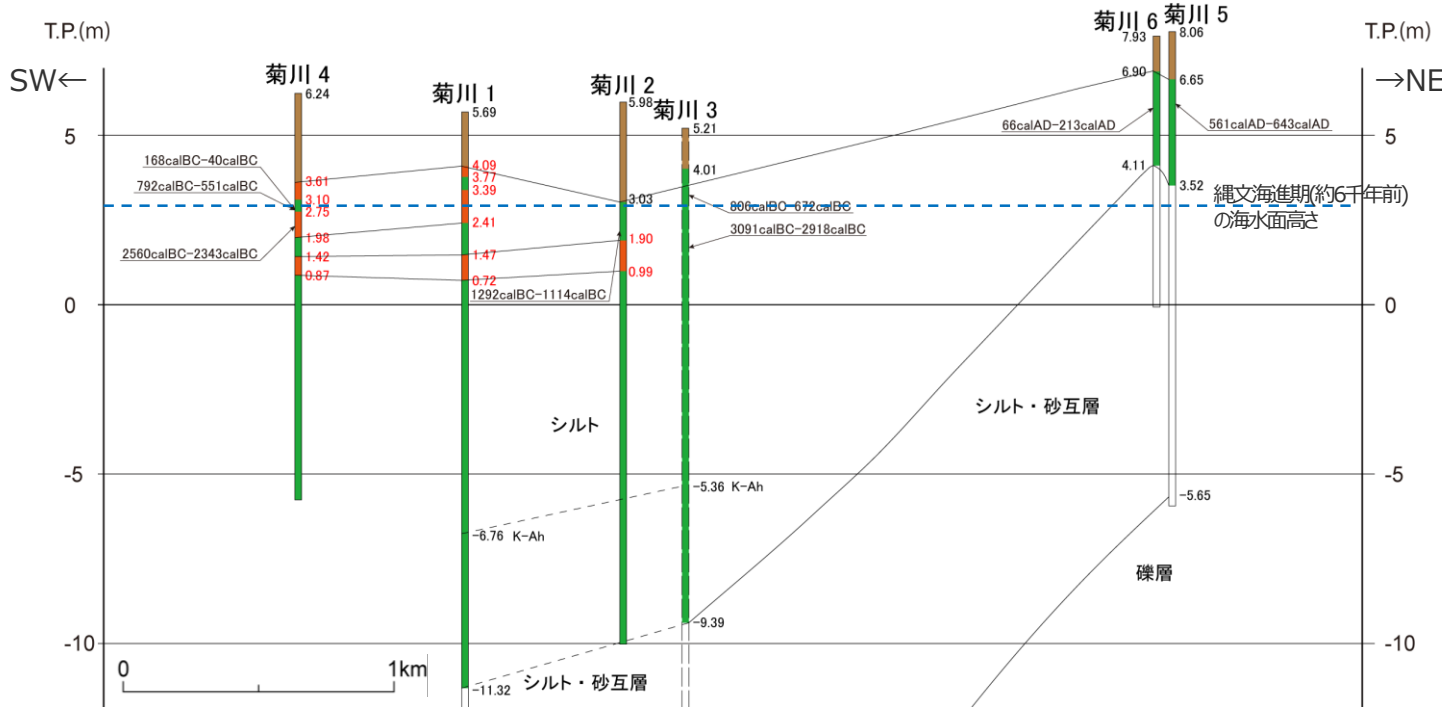 T.P.(m)
T.P.(m)
SW←
→NE
菊川 4
6.24
168calBC-40calBC
792calBC-551calBC
2560calBC-2343calBC
3.61
3.10
2.75
1.98
1.42
0.87
菊川 1
5.69
4.09
3.77
3.39
2.41
1.47
0.72
-6.76 K-Ah
-11.32
菊川 2
5.98
3.03
1.90
0.99
1292calBC-1114calBC
菊川 3
5.21
4.01
806calBC-672calBC
3091calBC-2918calBC
-5.36 K-Ah
-9.39
菊川 6
7.93
6.90
66calAD-213calAD
4.11
菊川 5
8.06
6.65
561calAD-643calAD
3.52
-5.65
縄文海進期(約6千年前)
の海水面高さ
シルト
シルト・砂互層
シルト・砂互層
礫層
5
0
-5
-10
5
0
-5
-10
0
1km